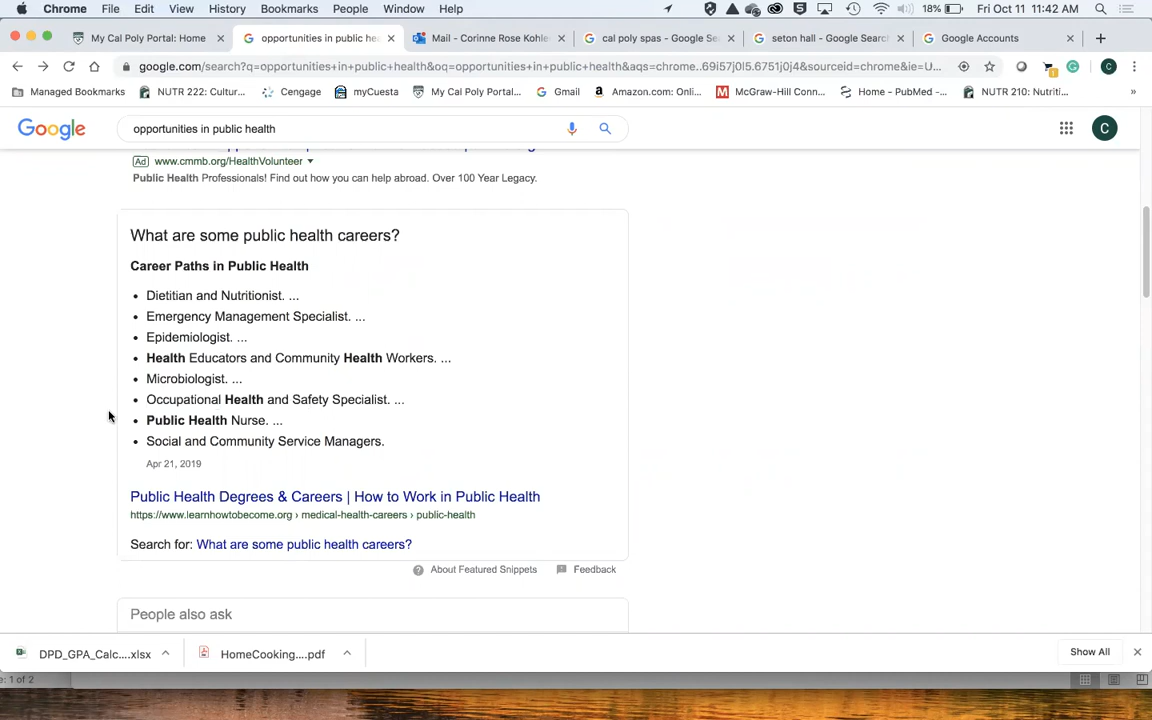 Chrome File Edit View History Bookmarks People Window Help 18% Fri Oct 11 11:42 AM
My Cal Poly Portal: Home opportunities in public he Mail - Corinne Rose Kohle cal poly spas - Google Se seton hall - Google Search Google Accounts
google.com/search?q=opportunities+in+public+health&oq=opportunities+in+public+health&aqs=chrome..69i57j0l5.6751j0j4&sourceid=chrome&ie=U...
Managed Bookmarks NUTR 222: Cultur... Cengage myCuesta My Cal Poly Portal... Gmail Amazon.com: Onli... McGraw-Hill Conn... Home - PubMed -... NUTR 210: Nutriti... »
Google opportunities in public health C
Ad www.cmmb.org/HealthVolunteer
Public Health Professionals! Find out how you can help abroad. Over 100 Year Legacy.
What are some public health careers?
Career Paths in Public Health
• Dietitian and Nutritionist. ...
• Emergency Management Specialist. ...
• Epidemiologist. ...
• Health Educators and Community Health Workers. ...
• Microbiologist. ...
• Occupational Health and Safety Specialist. ...
• Public Health Nurse. ...
• Social and Community Service Managers.
Apr 21, 2019
Public Health Degrees & Careers | How to Work in Public Health
https://www.learnhowtobecome.org › medical-health-careers › public-health
Search for: What are some public health careers?
About Featured Snippets Feedback
People also ask
DPD_GPA_Calc....xlsx HomeCooking....pdf Show All
e: 1 of 2